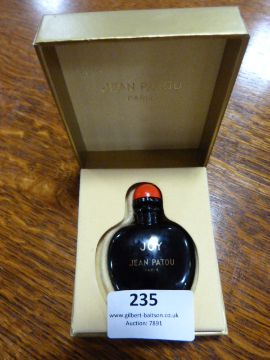 JEAN PATOU
PARIS
JOY
JEAN PATOU
PARIS
235
www.gilbert-baitson.co.uk
Auction: 7891